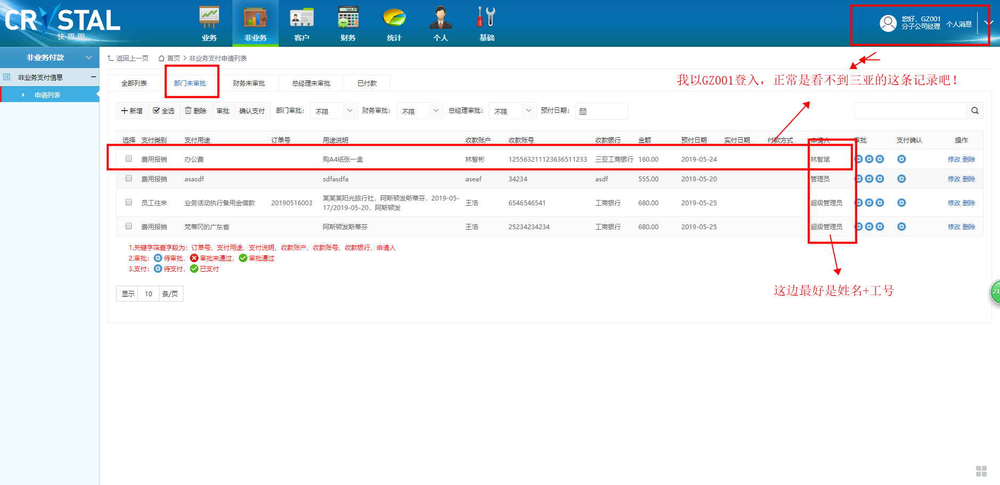 CRYSTAL
快思图
业务
非业务
客户
财务
统计
个人
基础
您好，GZ001
分子公司经理
个人消息
非业务付款
非业务支付信息
申请列表
返回上一页 首页 > 非业务支付申请列表
全部列表 部门未审批 财务未审批 总经理未审批 已付款
我以GZ001登入，正常是看不到三亚的这条记录吧！
新增 全选 删除 审批 确认支付 部门审批： 不限 财务审批： 不限 总经理审批： 不限 预付日期：
选择 支付类别 支付用途 订单号 用途说明 收款账户 收款账号 收款银行 金额 预付日期 实付日期 付款方式 申请人 审批 支付确认 操作
费用报销 办公费 购A4纸张一盒 林智彬 125563211123636511233 三亚工商银行 160.00 2019-05-24 林智斌 修改 删除
费用报销 asasdf sdfasdfa aseaf 34234 asdf 555.00 2019-05-20 管理员 修改 删除
员工往来 业务活动执行备用金借款 20190516003 某某某阳光旅行社，阿斯顿发斯蒂芬，2019-05-
17/2019-05-20，阿斯顿发 王浩 6546546541 工商银行 680.00 2019-05-25 超级管理员 修改 删除
费用报销 梵蒂冈的广东省 阿斯顿发斯蒂芬 王浩 25234234234 工商银行 680.00 2019-05-25 超级管理员 修改 删除
1.关键字筛查字段为：订单号、支付用途、支付说明、收款账户、收款账号、收款银行、申请人
2.审批： 待审批， 审批未通过， 审批通过
3.支付： 待支付， 已支付
这边最好是姓名+工号
显示 10 条/页
21